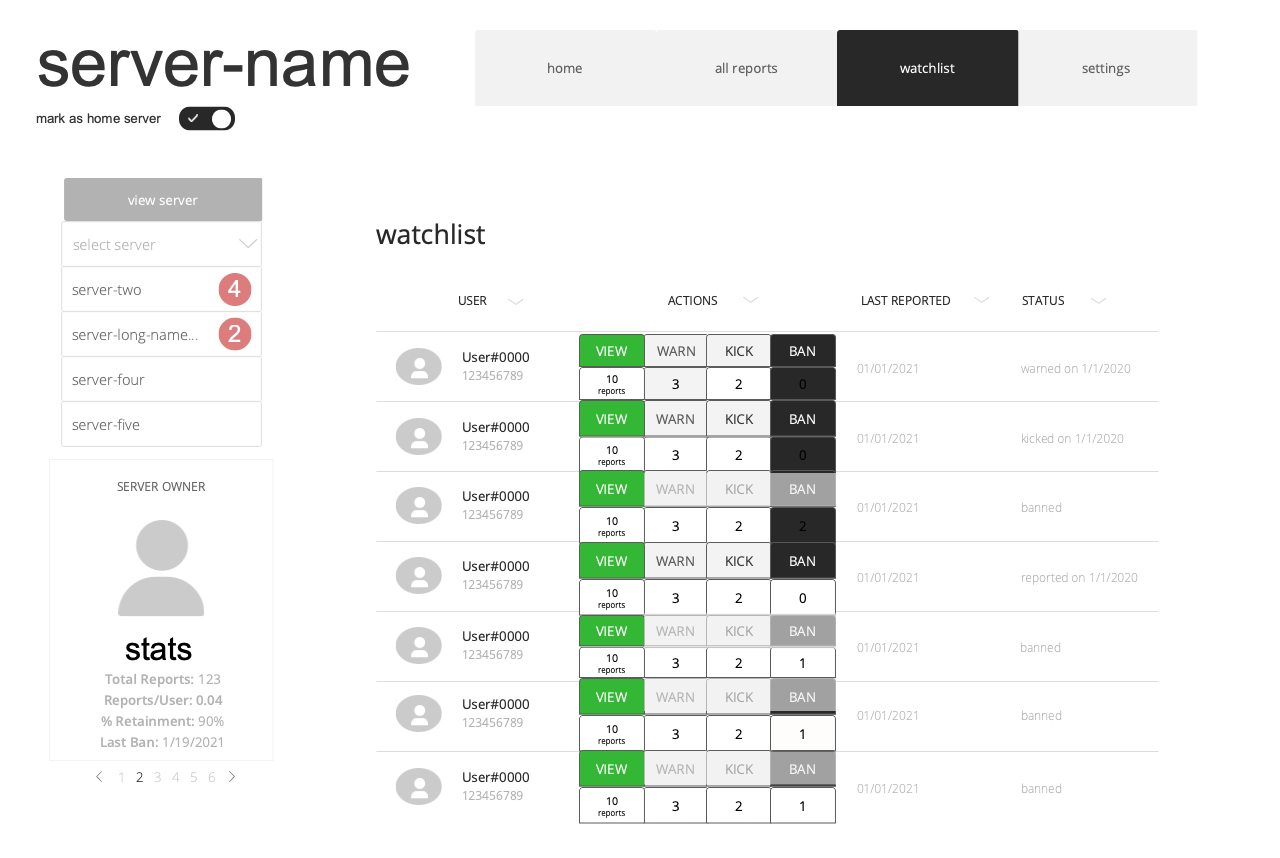 server-name
mark as home server
home all reports watchlist settings
view server
select server
server-two 4
server-long-name... 2
server-four
server-five
SERVER OWNER
stats
Total Reports: 123
Reports/User: 0.04
% Retainment: 90%
Last Ban: 1/19/2021
1 2 3 4 5 6
watchlist
USER ACTIONS LAST REPORTED STATUS
User#0000 VIEW WARN KICK BAN 01/01/2021 warned on 1/1/2020
123456789 10 reports 3 2 0
User#0000 VIEW WARN KICK BAN 01/01/2021 kicked on 1/1/2020
123456789 10 reports 3 2 0
User#0000 VIEW WARN KICK BAN 01/01/2021 banned
123456789 10 reports 3 2 2
User#0000 VIEW WARN KICK BAN 01/01/2021 reported on 1/1/2020
123456789 10 reports 3 2 0
User#0000 VIEW WARN KICK BAN 01/01/2021 banned
123456789 10 reports 3 2 1
User#0000 VIEW WARN KICK BAN 01/01/2021 banned
123456789 10 reports 3 2 1
User#0000 VIEW WARN KICK BAN 01/01/2021 banned
123456789 10 reports 3 2 1